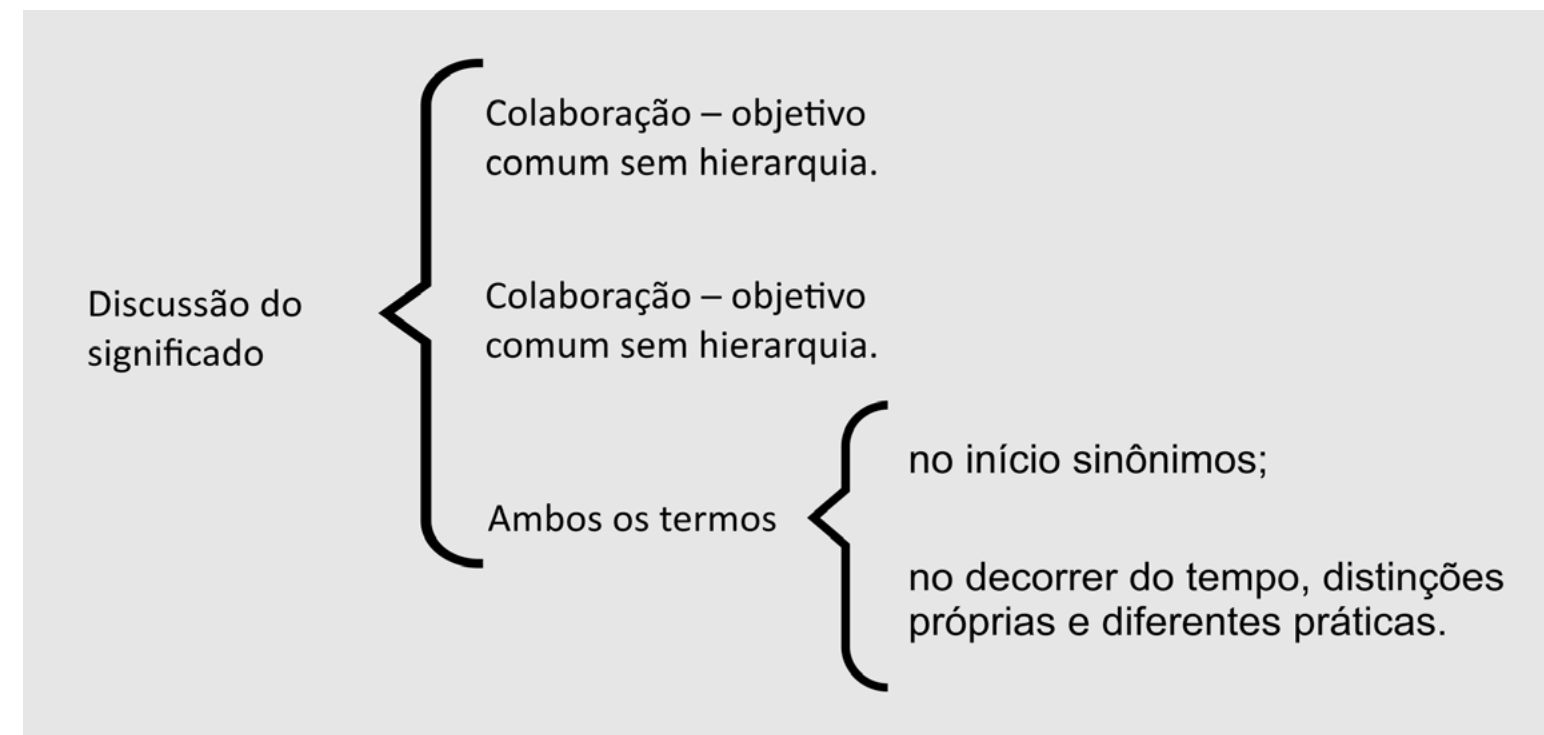 Discussão do
significado
Colaboração – objetivo
comum sem hierarquia.
Colaboração – objetivo
comum sem hierarquia.
Ambos os termos
no início sinônimos;
no decorrer do tempo, distinções
próprias e diferentes práticas.